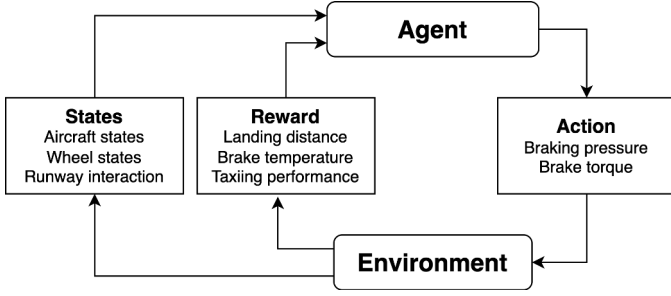 Agent
States
Aircraft states
Wheel states
Runway interaction
Reward
Landing distance
Brake temperature
Taxiing performance
Action
Braking pressure
Brake torque
Environment